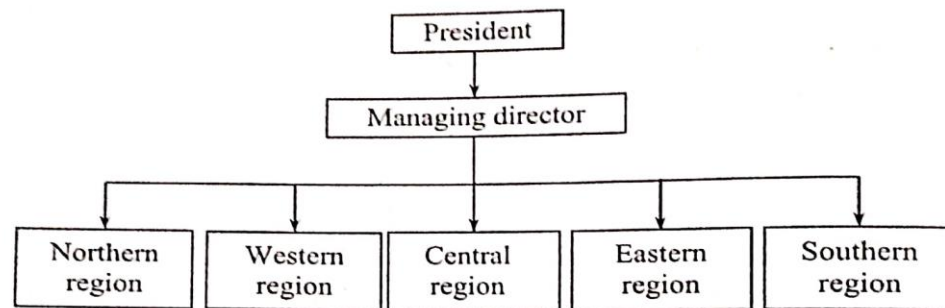 President
Managing director
Northern region
Western region
Central region
Eastern region
Southern region